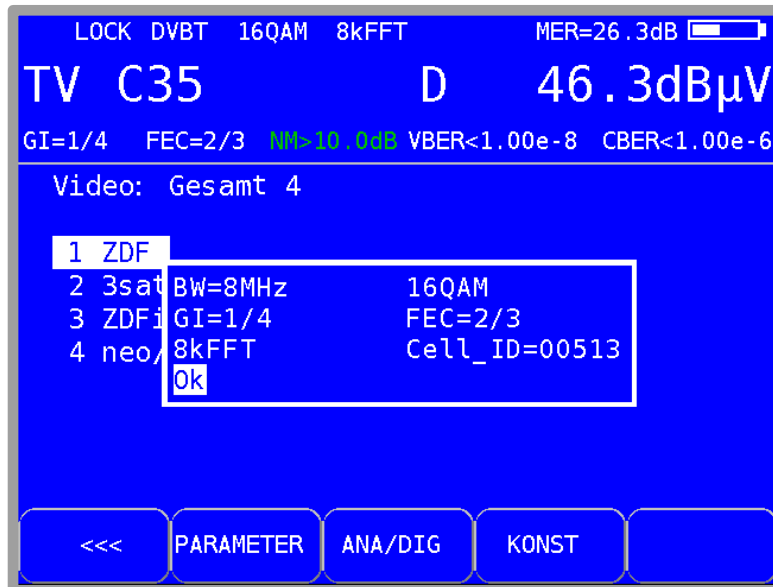 LOCK DVBT 16QAM 8kFFT MER=26.3dB
TV C35 D 46.3dBµV
GI=1/4 FEC=2/3 NM>10.0dB VBER<1.00e-8 CBER<1.00e-6
Video: Gesamt 4
1 ZDF
2 3sat
3 ZDFi
4 neo/
BW=8MHz 16QAM
GI=1/4 FEC=2/3
8kFFT Cell_ID=00513
Ok
<<< PARAMETER ANA/DIG KONST